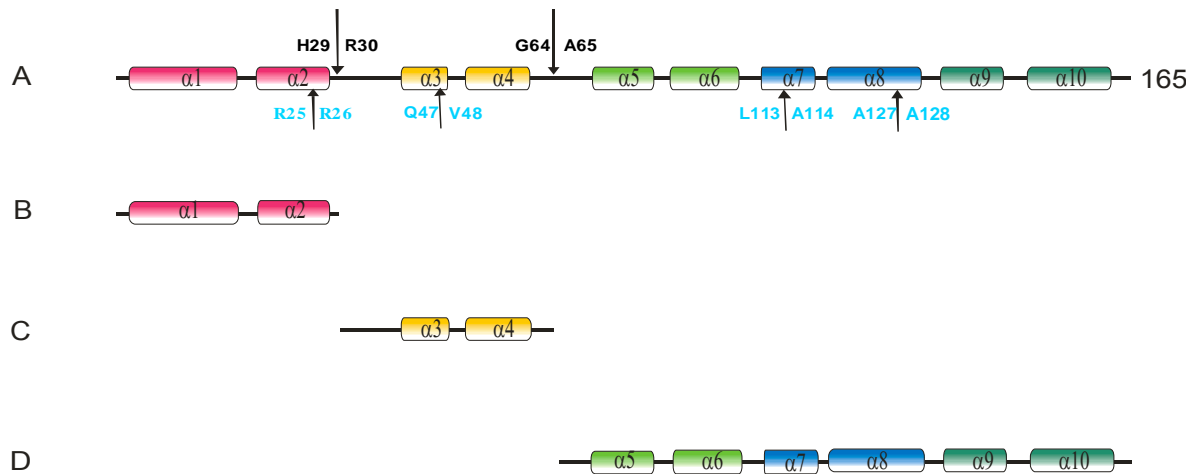 H29 R30 G64 A65
A α1 α2 α3 α4 α5 α6 α7 α8 α9 α10 165
R25 R26 Q47 V48 L113 A114 A127 A128
B α1 α2
C α3 α4
D α5 α6 α7 α8 α9 α10